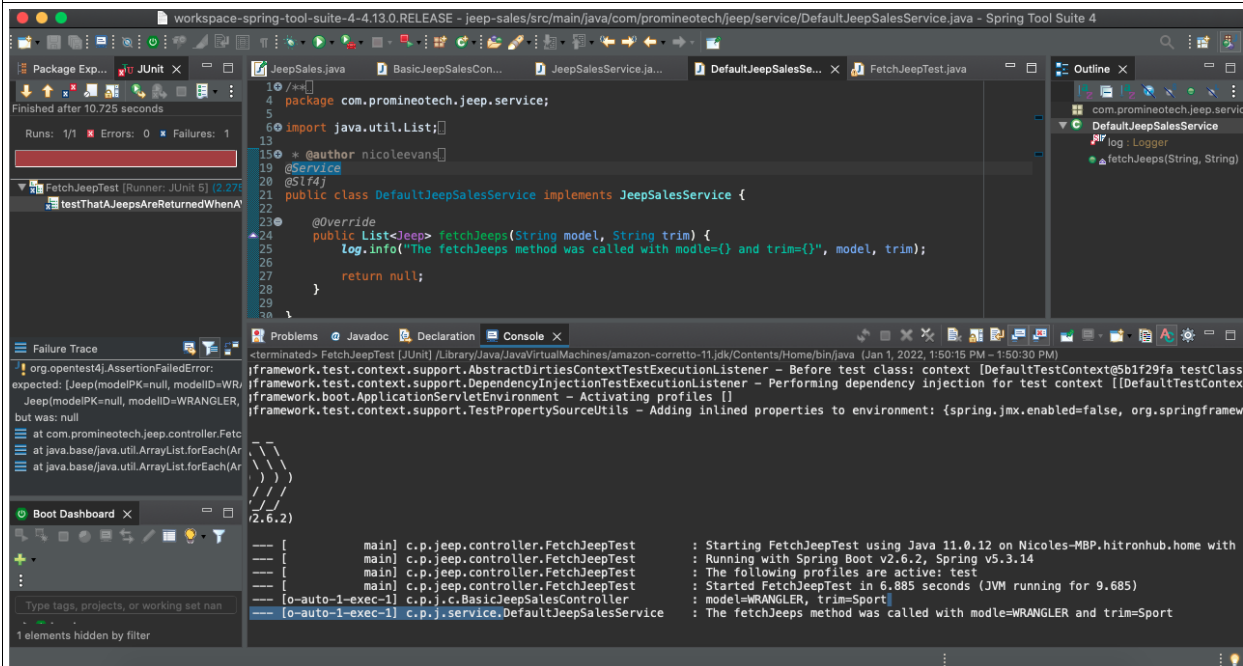 workspace-spring-tool-suite-4-4.13.0.RELEASE - jeep-sales/src/main/java/com/promineotech/jeep/service/DefaultJeepSalesService.java - Spring Tool Suite 4
Package Exp...
JUnit
Finished after 10.725 seconds
Runs: 1/1 Errors: 0 Failures: 1
FetchJeepTest [Runner: JUnit 5] (2.275
testThatAJeepsAreReturnedWhenAV
Failure Trace
org.opentest4j.AssertionFailedError:
expected: [Jeep(modelPK=null, modelID=WRA
Jeep(modelPK=null, modelID=WRANGLER,
but was: null
at com.promineotech.jeep.controller.Fetc
at java.base/java.util.ArrayList.forEach(Ar
at java.base/java.util.ArrayList.forEach(Ar
Boot Dashboard
Type tags, projects, or working set nan
1 elements hidden by filter
JeepSales.java
BasicJeepSalesCon...
JeepSalesService.ja...
DefaultJeepSalesSe...
FetchJeepTest.java
1 /**
4 package com.promineotech.jeep.service;
5
6 import java.util.List;
13
15 * @author nicoleevans
19 @Service
20 @Slf4j
21 public class DefaultJeepSalesService implements JeepSalesService {
22
23 @Override
24 public List<Jeep> fetchJeeps(String model, String trim) {
25 log.info("The fetchJeeps method was called with modle={} and trim={}", model, trim);
26
27 return null;
28 }
29
30 }
Outline
com.promineotech.jeep.servic
DefaultJeepSalesService
log : Logger
fetchJeeps(String, String)
Problems
Javadoc
Declaration
Console
<terminated> FetchJeepTest [JUnit] /Library/Java/JavaVirtualMachines/amazon-corretto-11.jdk/Contents/Home/bin/java (Jan 1, 2022, 1:50:15 PM – 1:50:30 PM)
gframework.test.context.support.AbstractDirtiesContextTestExecutionListener – Before test class: context [DefaultTestContext@5b1f29fa testClass
gframework.test.context.support.DependencyInjectionTestExecutionListener – Performing dependency injection for test context [[DefaultTestContex
gframework.boot.ApplicationServletEnvironment – Activating profiles []
gframework.test.context.support.TestPropertySourceUtils – Adding inlined properties to environment: {spring.jmx.enabled=false, org.springframew
_ _
\ \ \
\ \ \ \
) ) ) )
/ / / /
/_/_/
v2.6.2)
--- [ main] c.p.jeep.controller.FetchJeepTest : Starting FetchJeepTest using Java 11.0.12 on Nicoles-MBP.hitronhub.home with
--- [ main] c.p.jeep.controller.FetchJeepTest : Running with Spring Boot v2.6.2, Spring v5.3.14
--- [ main] c.p.jeep.controller.FetchJeepTest : The following profiles are active: test
--- [ main] c.p.jeep.controller.FetchJeepTest : Started FetchJeepTest in 6.885 seconds (JVM running for 9.685)
--- [o-auto-1-exec-1] c.p.j.c.BasicJeepSalesController : model=WRANGLER, trim=Sport
--- [o-auto-1-exec-1] c.p.j.service.DefaultJeepSalesService : The fetchJeeps method was called with modle=WRANGLER and trim=Sport